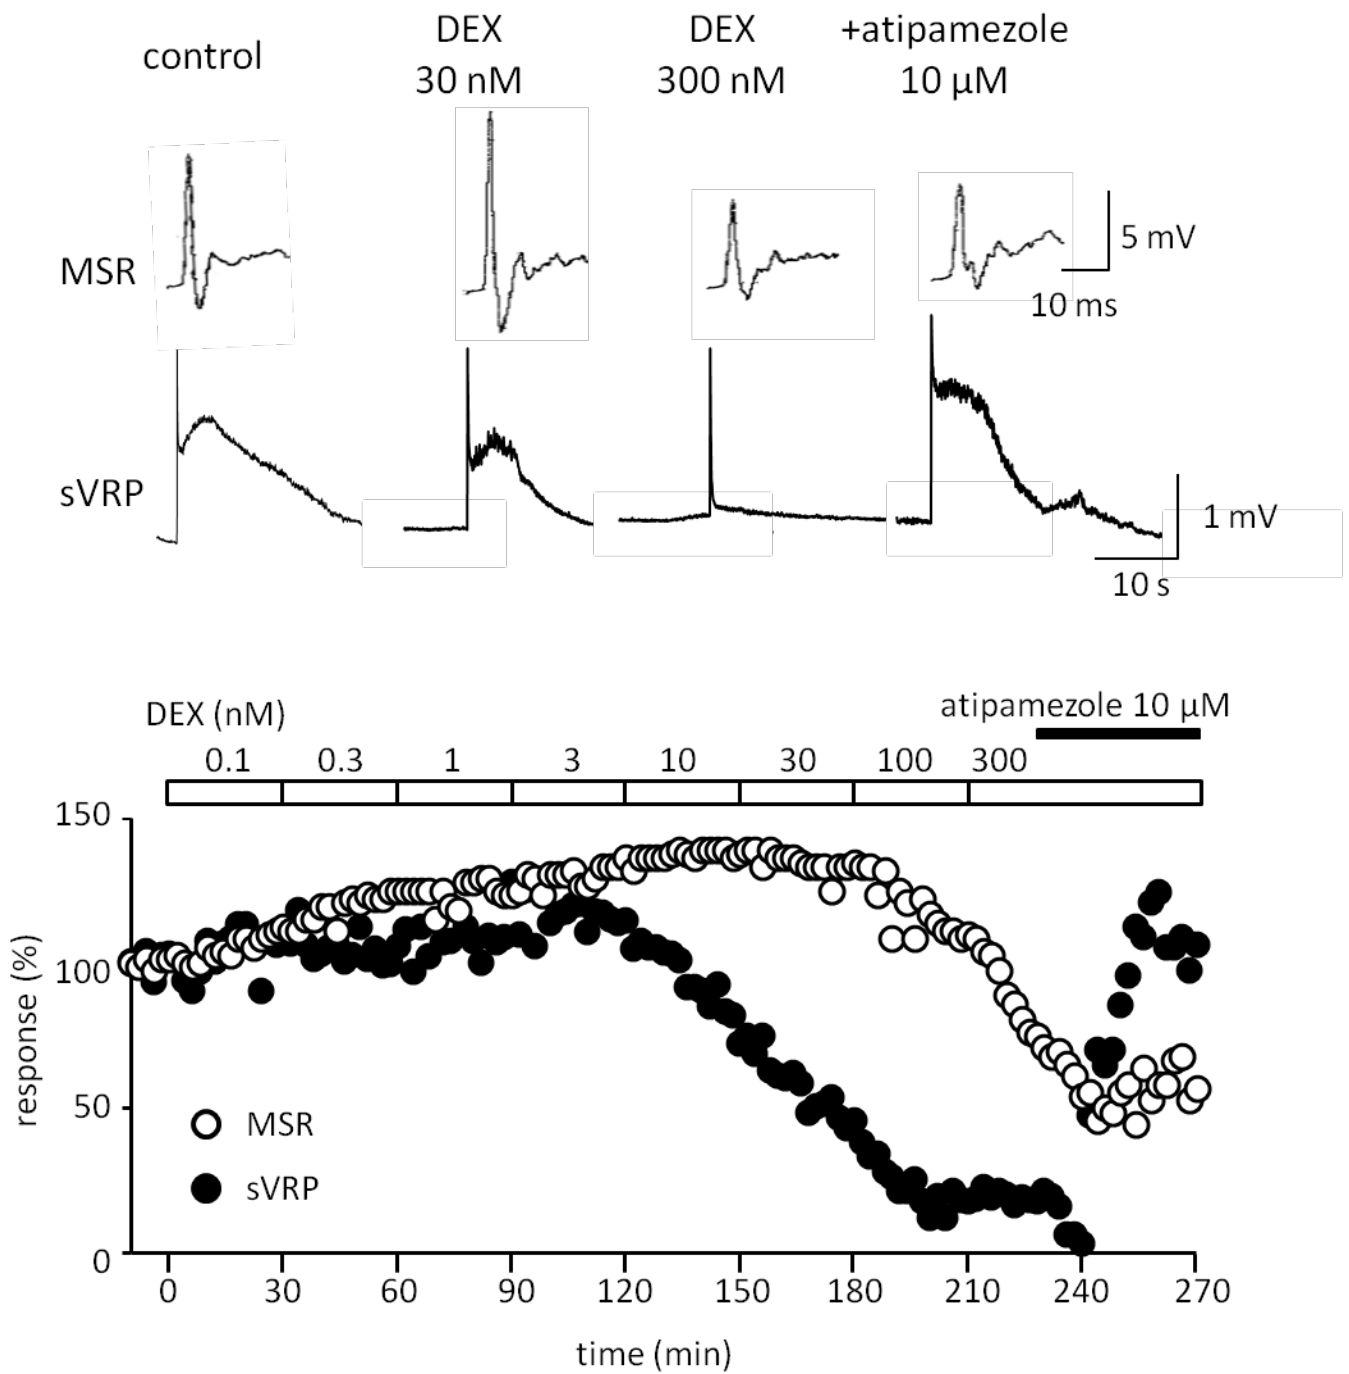 control
DEX
30 nM
DEX
300 nM
+atipamezole
10 µM
MSR
5 mV
10 ms
sVRP
1 mV
10 s
DEX (nM)
atipamezole 10 µM
0.1 0.3 1 3 10 30 100 300
150
100
50
0
response (%)
MSR
sVRP
0 30 60 90 120 150 180 210 240 270
time (min)